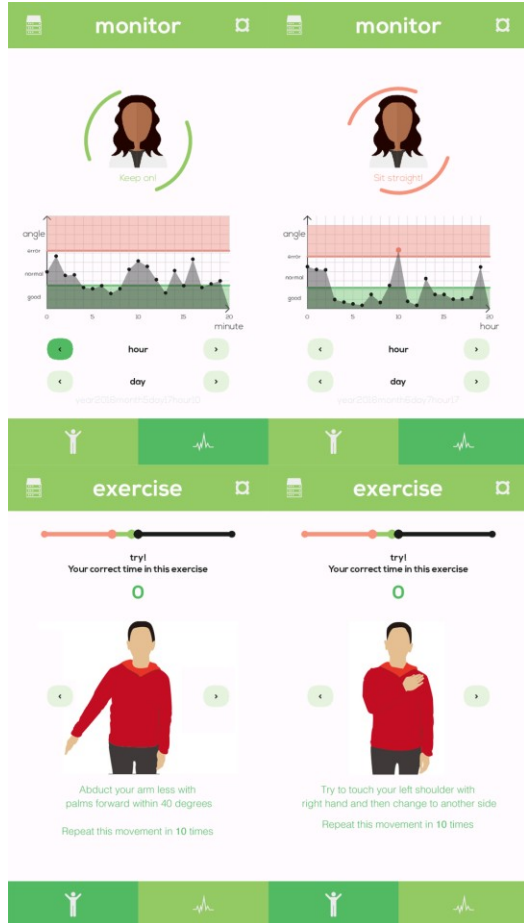 monitor
Keep on!
angle
error
normal
good
0 5 10 15 20
minute
hour
day
monitor
Sit straight!
angle
error
normal
good
0 5 10 15 20
hour
hour
day
exercise
try!
Your correct time in this exercise
0
Abduct your arm less with
palms forward within 40 degrees
Repeat this movement in 10 times
exercise
try!
Your correct time in this exercise
0
Try to touch your left shoulder with
right hand and then change to another side
Repeat this movement in 10 times